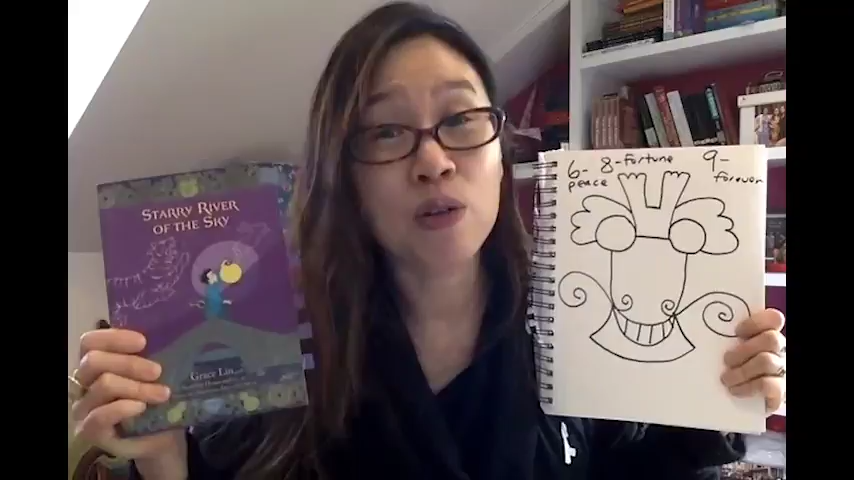 STARRY RIVER
OF THE SKY
GRACE LIN
6- 8-fortune 9-
peace forever